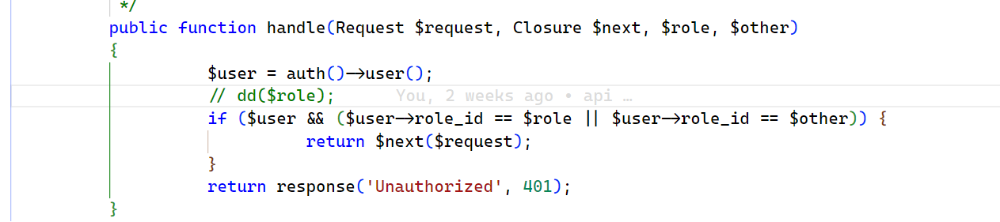 */
public function handle(Request $request, Closure $next, $role, $other)
{
$user = auth()->user();
// dd($role); You, 2 weeks ago • api …
if ($user && ($user->role_id == $role || $user->role_id == $other)) {
return $next($request);
}
return response('Unauthorized', 401);
}